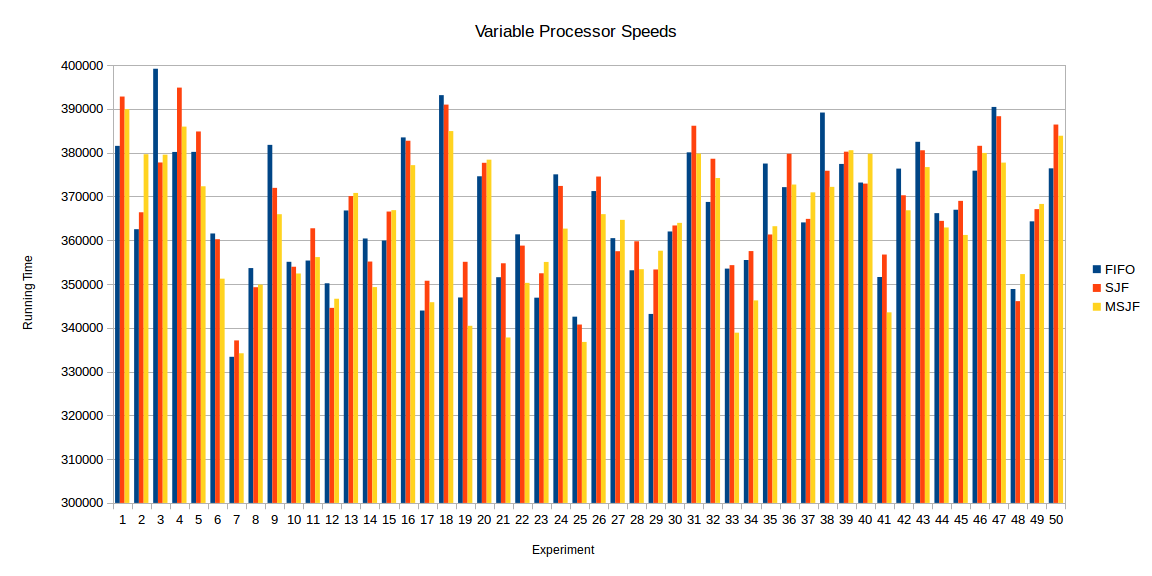 Variable Processor Speeds
400000
390000
380000
370000
360000
350000
340000
330000
320000
310000
300000
Running Time
1 2 3 4 5 6 7 8 9 10 11 12 13 14 15 16 17 18 19 20 21 22 23 24 25 26 27 28 29 30 31 32 33 34 35 36 37 38 39 40 41 42 43 44 45 46 47 48 49 50
Experiment
FIFO
SJF
MSJF